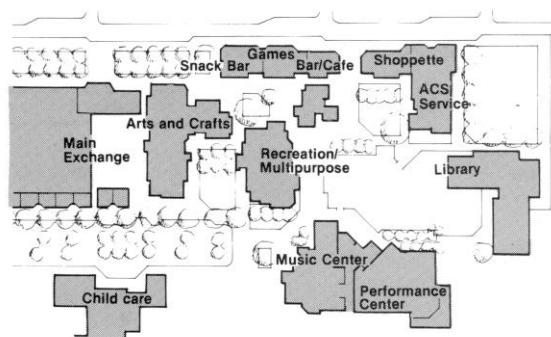 Games
Snack Bar
Bar/Cafe
Shoppette
ACS
Service
Arts and Crafts
Main
Exchange
Recreation/
Multipurpose
Library
Music Center
Child care
Performance
Center